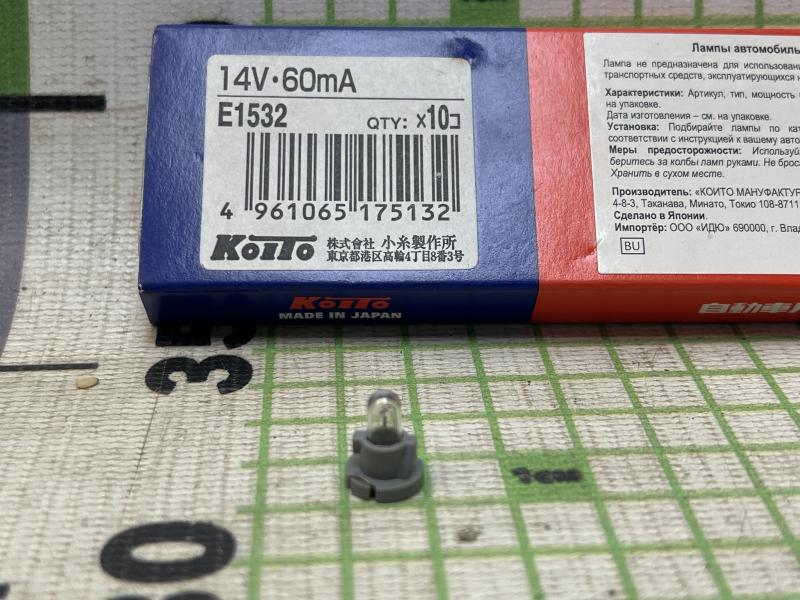 14V・60mA
E1532 QTY: x10コ
4 961065 175132
KOITO 株式会社 小糸製作所
東京都港区高輪4丁目8番3号
KOITO
MADE IN JAPAN
Лампы автомобиль
Лампа не предназначена для использовани
транспортных средств, эксплуатирующихся
Характеристики: Артикул, тип, мощность
на упаковке.
Дата изготовления – см. на упаковке.
Установка: Подбирайте лампы по кат
соответствии с инструкцией к вашему авто
Меры предосторожности: Используй
беритесь за колбы ламп руками. Неброса
Хранить в сухом месте.
Производитель: «КОИТО МАНУФАКТУР
4-8-3, Таканава, Минато, Токио 108-8711
Сделано в Японии.
Импортёр: ООО «ИДЮ» 690000, г. Влад
BU
自動車
30